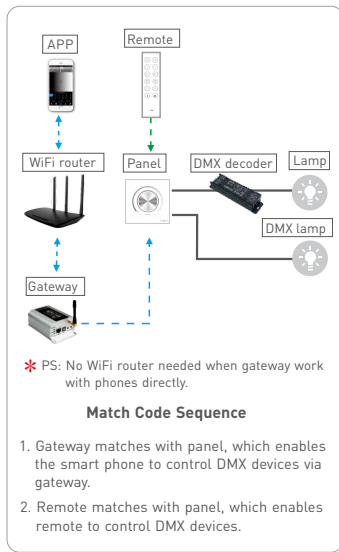 APP
Remote
WiFi router
Panel
DMX decoder
Lamp
DMX lamp
Gateway
* PS: No WiFi router needed when gateway work
with phones directly.
Match Code Sequence
1. Gateway matches with panel, which enables
the smart phone to control DMX devices via
gateway.
2. Remote matches with panel, which enables
remote to control DMX devices.